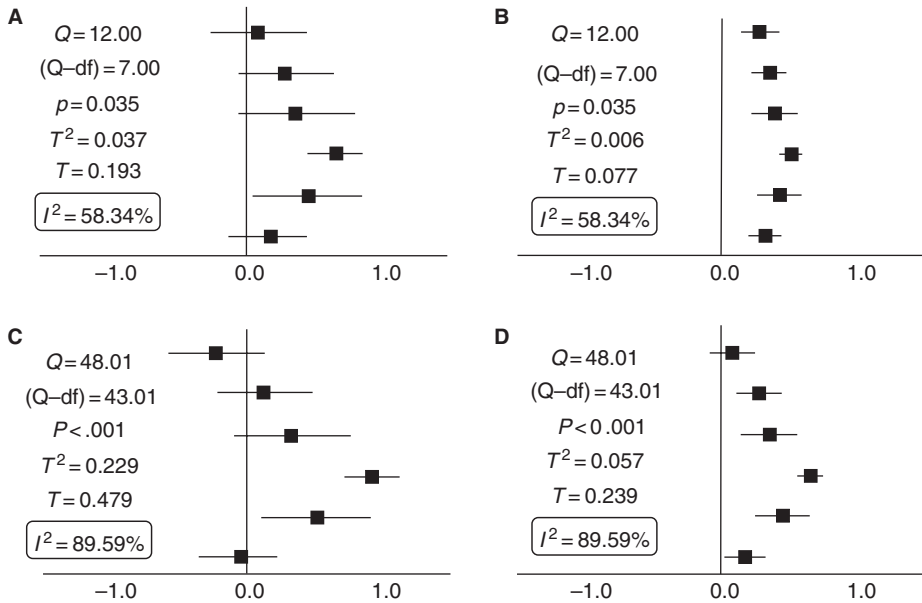 A
Q = 12.00
(Q–df) = 7.00
p = 0.035
T² = 0.037
T = 0.193
I² = 58.34%
–1.0 0.0 1.0
B
Q = 12.00
(Q–df) = 7.00
p = 0.035
T² = 0.006
T = 0.077
I² = 58.34%
–1.0 0.0 1.0
C
Q = 48.01
(Q–df) = 43.01
P < .001
T² = 0.229
T = 0.479
I² = 89.59%
–1.0 0.0 1.0
D
Q = 48.01
(Q–df) = 43.01
P < 0 .001
T² = 0.057
T = 0.239
I² = 89.59%
–1.0 0.0 1.0